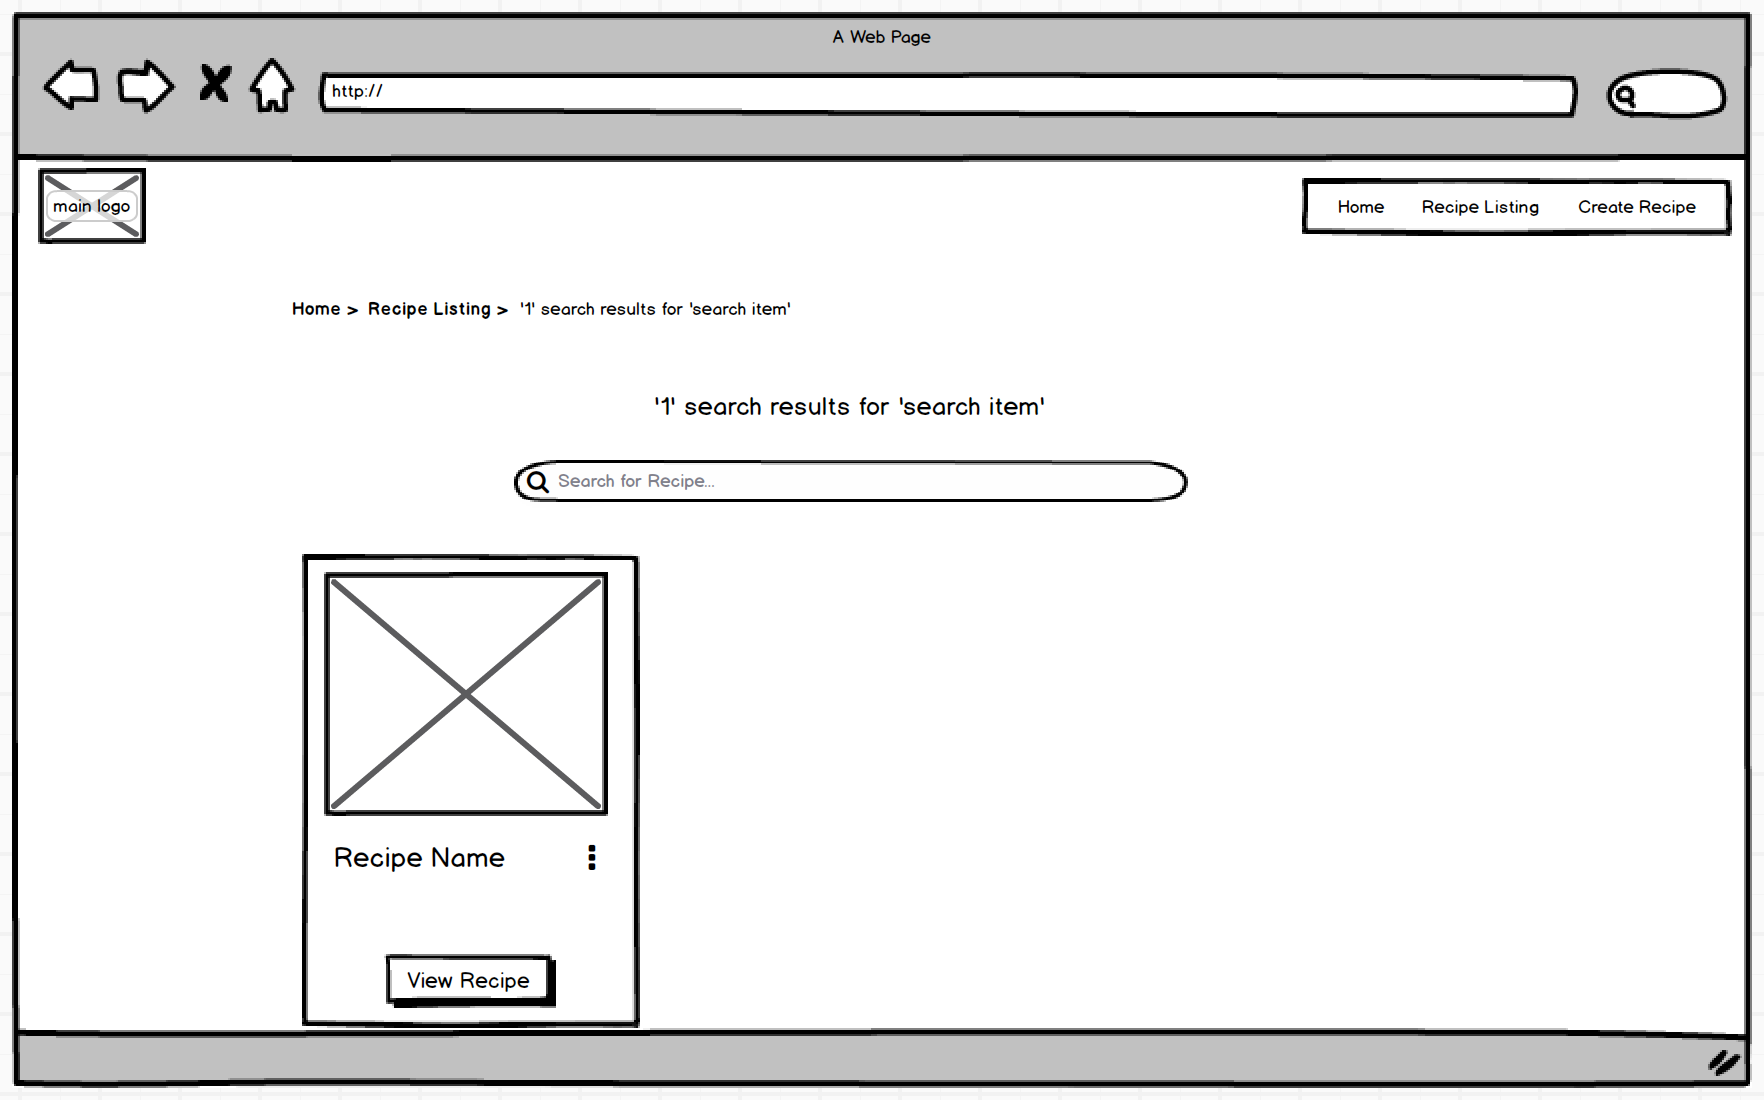 A Web Page
http://
main logo
Home Recipe Listing Create Recipe
Home > Recipe Listing > '1' search results for 'search item'
'1' search results for 'search item'
Search for Recipe...
Recipe Name
View Recipe